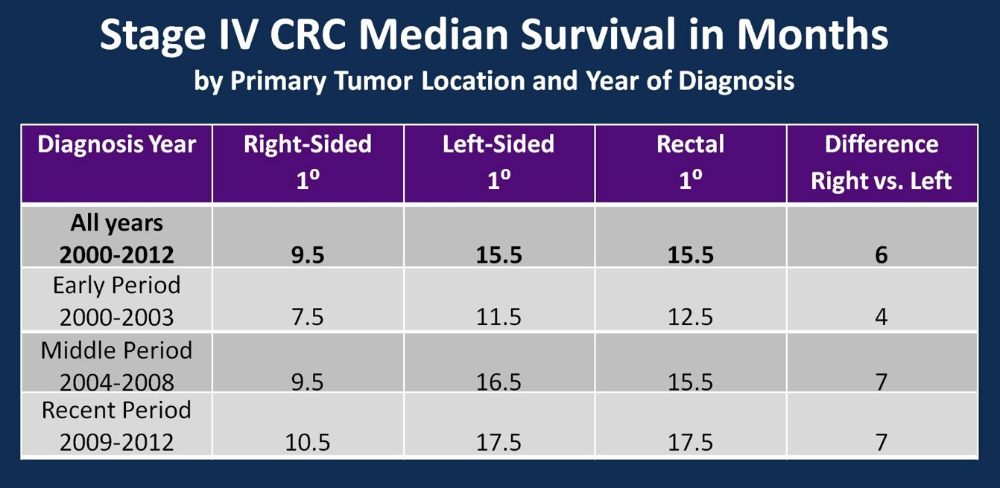 Stage IV CRC Median Survival in Months
by Primary Tumor Location and Year of Diagnosis
Diagnosis Year Right-Sided 1º Left-Sided 1º Rectal 1º Difference Right vs. Left
All years 2000-2012 9.5 15.5 15.5 6
Early Period 2000-2003 7.5 11.5 12.5 4
Middle Period 2004-2008 9.5 16.5 15.5 7
Recent Period 2009-2012 10.5 17.5 17.5 7